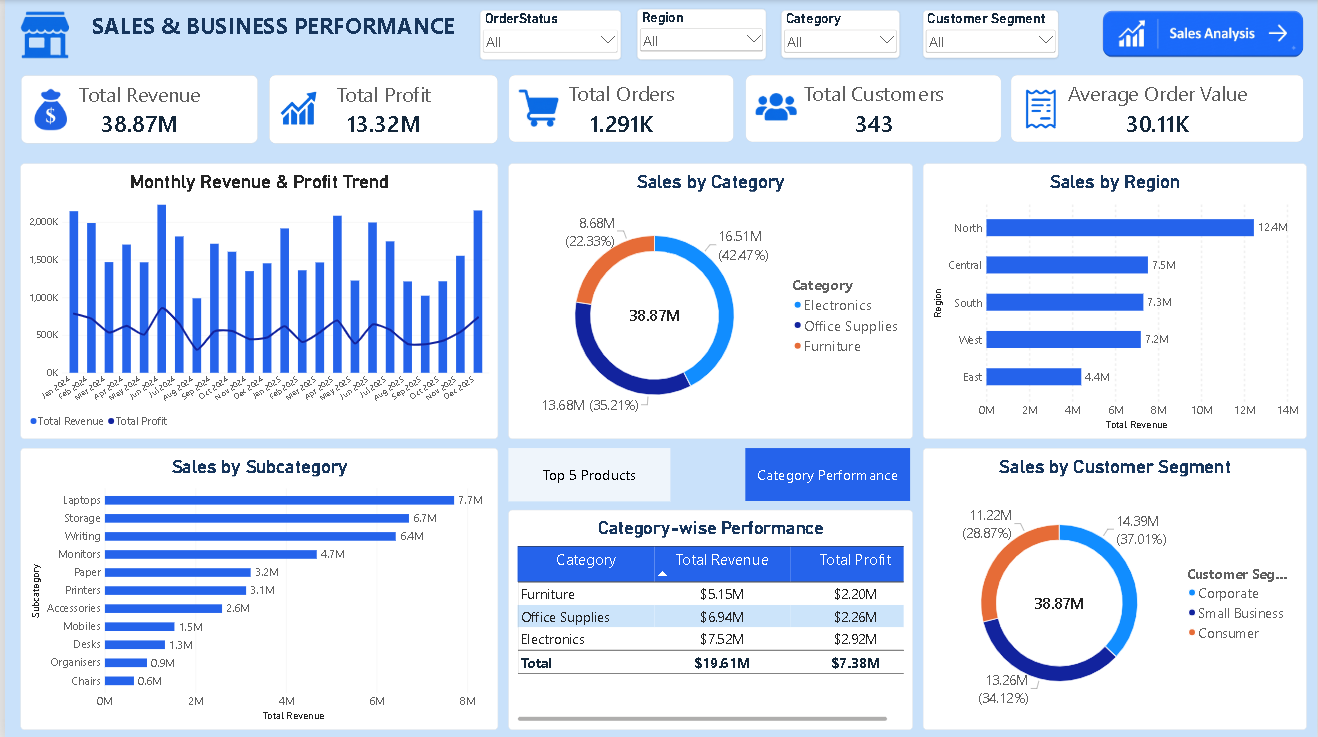 SALES & BUSINESS PERFORMANCE
OrderStatus
All
Region
All
Category
All
Customer Segment
All
Sales Analysis
Total Revenue
38.87M
Total Profit
13.32M
Total Orders
1.291K
Total Customers
343
Average Order Value
30.11K
Monthly Revenue & Profit Trend
2,000K
1,500K
1,000K
500K
0K
Jan 2024
Feb 2024
Mar 2024
Apr 2024
May 2024
Jun 2024
Jul 2024
Aug 2024
Sep 2024
Oct 2024
Nov 2024
Dec 2024
Jan 2025
Feb 2025
Mar 2025
Apr 2025
May 2025
Jun 2025
Jul 2025
Aug 2025
Sep 2025
Oct 2025
Nov 2025
Dec 2025
Total Revenue Total Profit
Sales by Category
8.68M
(22.33%)
16.51M
(42.47%)
38.87M
13.68M (35.21%)
Category
Electronics
Office Supplies
Furniture
Sales by Region
Region
North 12.4M
Central 7.5M
South 7.3M
West 7.2M
East 4.4M
0M 2M 4M 6M 8M 10M 12M 14M
Total Revenue
Sales by Subcategory
Subcategory
Laptops 7.7M
Storage 6.7M
Writing 6.4M
Monitors 4.7M
Paper 3.2M
Printers 3.1M
Accessories 2.6M
Mobiles 1.5M
Desks 1.3M
Organisers 0.9M
Chairs 0.6M
0M 2M 4M 6M 8M
Total Revenue
Top 5 Products
Category Performance
Category-wise Performance
Category Total Revenue Total Profit
Furniture $5.15M $2.20M
Office Supplies $6.94M $2.26M
Electronics $7.52M $2.92M
Total $19.61M $7.38M
Sales by Customer Segment
11.22M
(28.87%)
14.39M
(37.01%)
38.87M
13.26M
(34.12%)
Customer Seg...
Corporate
Small Business
Consumer